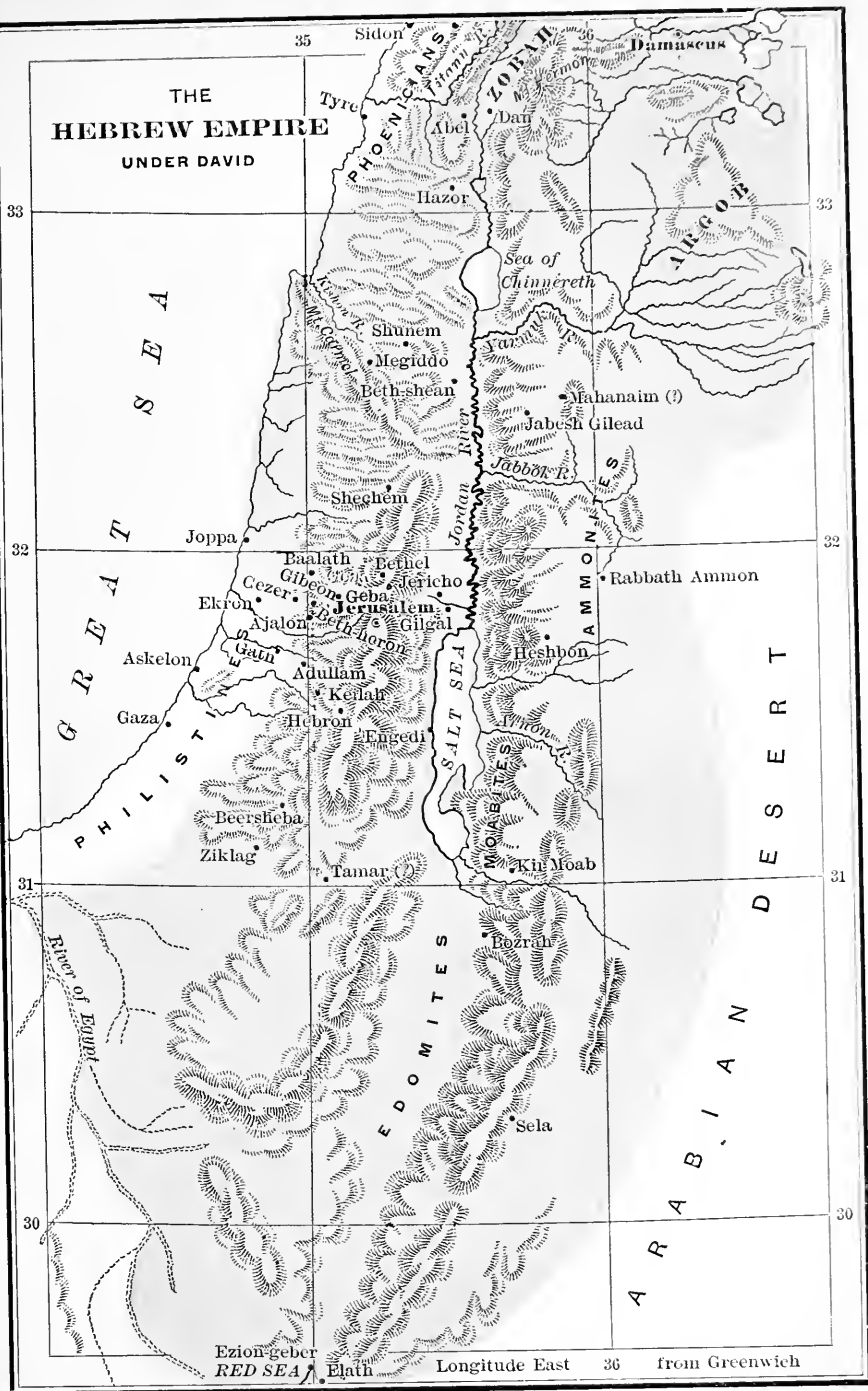 THE
HEBREW EMPIRE
UNDER DAVID
35
36
Sidon
Damascus
ZOBAH
PHOENICIANS
Tyre
Abel
Dan
Hazor
33
33
ARGOB
Sea of
Chinnereth
GREAT SEA
Kishon R.
Mt. Carmel
Shunem
Megiddo
Beth-shean
Yarmuk R.
Mahanaim (?)
Jabesh Gilead
Jordan River
Jabbok R.
Shechem
AMMONITES
Joppa
32
32
Baalath
Bethel
Gibeon
Jericho
Cezer
Geba
Rabbath Ammon
Ekron
Jerusalem
Ajalon
Beth-horon
Gilgal
Heshbon
Gath
Askelon
Adullam
Keilah
SALT SEA
Gaza
Hebron
Engedi
Arnon R.
PHILISTINES
MOABITES
Beersheba
Ziklag
Tamar (?)
Kir Moab
31
31
Bozrah
River of Egypt
EDOMITES
ARABIAN DESERT
Sela
30
30
Ezion-geber
RED SEA
Elath
Longitude East 36 from Greenwich